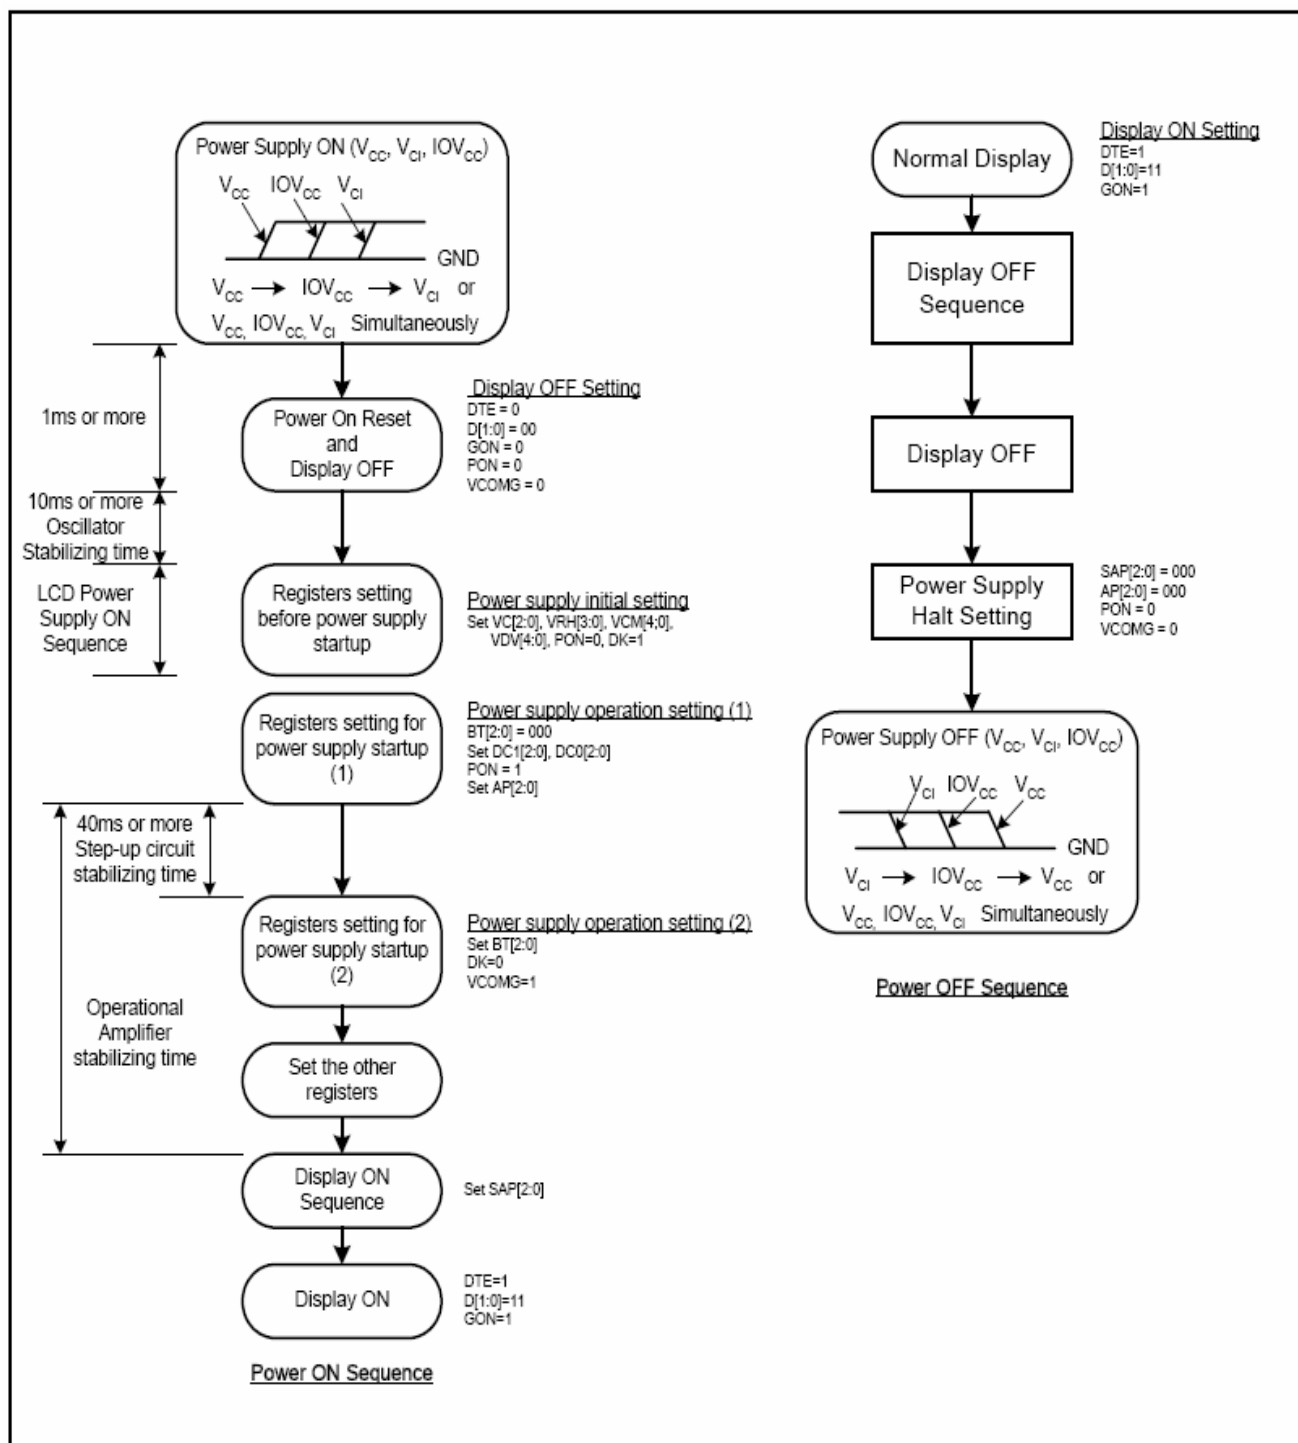 Power Supply ON (VCC, VCI, IOVCC)
VCC IOVCC VCI
GND
VCC → IOVCC → VCI or
VCC, IOVCC, VCI Simultaneously
1ms or more
Power On Reset
and
Display OFF
Display OFF Setting
DTE = 0
D[1:0] = 00
GON = 0
PON = 0
VCOMG = 0
10ms or more
Oscillator
Stabilizing time
LCD Power
Supply ON
Sequence
Registers setting
before power supply
startup
Power supply initial setting
Set VC[2:0], VRH[3:0], VCM[4;0],
VDV[4:0], PON=0, DK=1
Registers setting for
power supply startup
(1)
Power supply operation setting (1)
BT[2:0] = 000
Set DC1[2:0], DC0[2:0]
PON = 1
Set AP[2:0]
40ms or more
Step-up circuit
stabilizing time
Registers setting for
power supply startup
(2)
Power supply operation setting (2)
Set BT[2:0]
DK=0
VCOMG=1
Operational
Amplifier
stabilizing time
Set the other
registers
Display ON
Sequence
Set SAP[2:0]
Display ON
DTE=1
D[1:0]=11
GON=1
Power ON Sequence
Normal Display
Display ON Setting
DTE=1
D[1:0]=11
GON=1
Display OFF
Sequence
Display OFF
Power Supply
Halt Setting
SAP[2:0] = 000
AP[2:0] = 000
PON = 0
VCOMG = 0
Power Supply OFF (VCC, VCI, IOVCC)
VCI IOVCC VCC
GND
VCI → IOVCC → VCC or
VCC, IOVCC, VCI Simultaneously
Power OFF Sequence